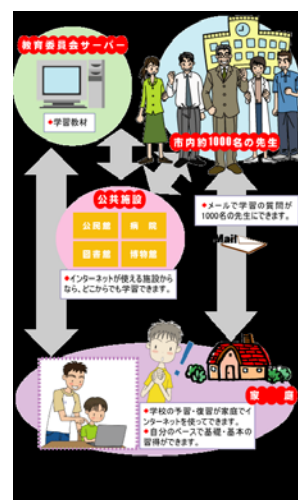 教育委員会サーバー
●学習教材
市内約1000名の先生
公共施設
公民館
病 院
図書館
博物館
●インターネットが使える施設から
なら、どこからでも学習できます。
●メールで学習の質問が
1000名の先生にできます。
Mail
家 庭
●学校の予習・復習が家庭でイ
ンターネットを使ってできます。
●自分のペースで基礎・基本の
習得ができます。